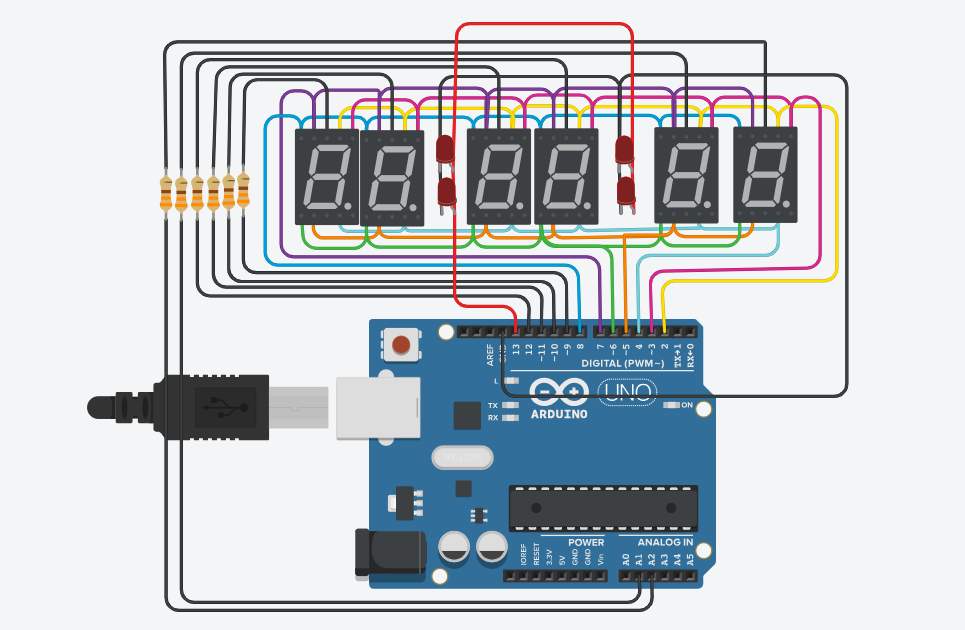 AREF
GND
13
12
~11
~10
~9
8
7
~6
~5
4
~3
2
TX→1
RX←0
DIGITAL (PWM~)
L
TX
RX
ARDUINO
UNO
ON
POWER
ANALOG IN
IOREF
RESET
3.3V
5V
GND
GND
Vin
A0
A1
A2
A3
A4
A5